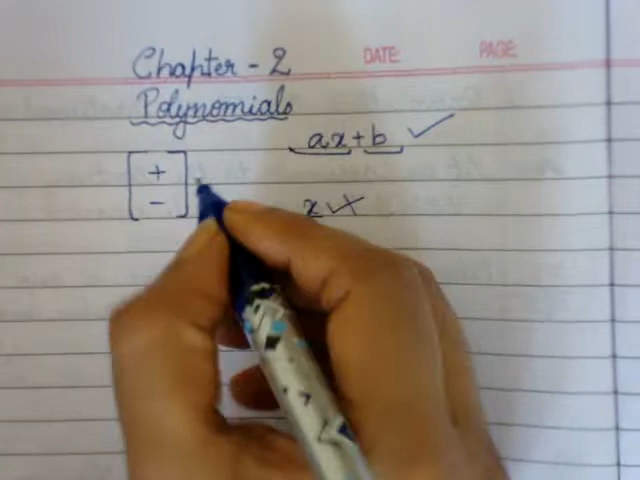 Chapter - 2
DATE: PAGE:
Polynomials
ax + b ✓
+
-
x